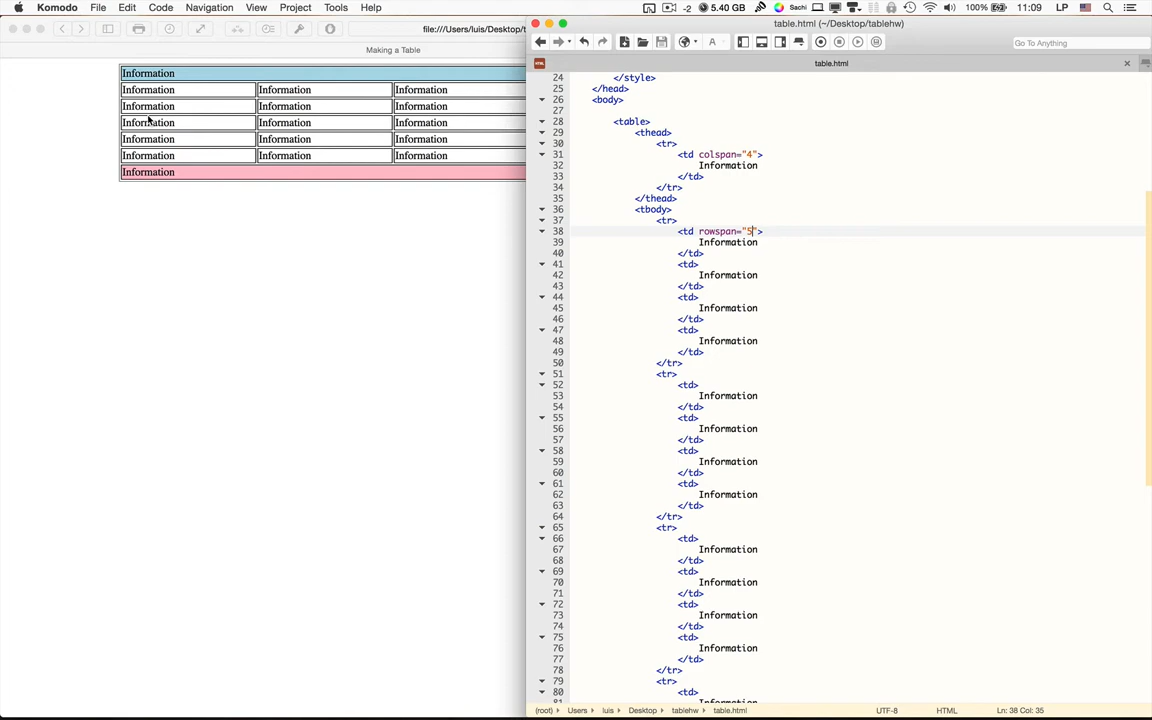 Komodo File Edit Code Navigation View Project Tools Help -2 5.40 GB Sachi 100% 11:09 LP
table.html (~/Desktop/tablehw)
file:///Users/luis/Desktop/t
Go To Anything
Making a Table
table.html
Information
Information Information Information
Information Information Information
Information Information Information
Information Information Information
Information Information Information
Information
24 </style>
25 </head>
26 <body>
27
28 <table>
29 <thead>
30 <tr>
31 <td colspan="4">
32 Information
33 </td>
34 </tr>
35 </thead>
36 <tbody>
37 <tr>
38 <td rowspan="5">
39 Information
40 </td>
41 <td>
42 Information
43 </td>
44 <td>
45 Information
46 </td>
47 <td>
48 Information
49 </td>
50 </tr>
51 <tr>
52 <td>
53 Information
54 </td>
55 <td>
56 Information
57 </td>
58 <td>
59 Information
60 </td>
61 <td>
62 Information
63 </td>
64 </tr>
65 <tr>
66 <td>
67 Information
68 </td>
69 <td>
70 Information
71 </td>
72 <td>
73 Information
74 </td>
75 <td>
76 Information
77 </td>
78 </tr>
79 <tr>
80 <td>
81 Information
(root) Users luis Desktop tablehw table.html UTF-8 HTML Ln: 38 Col: 35